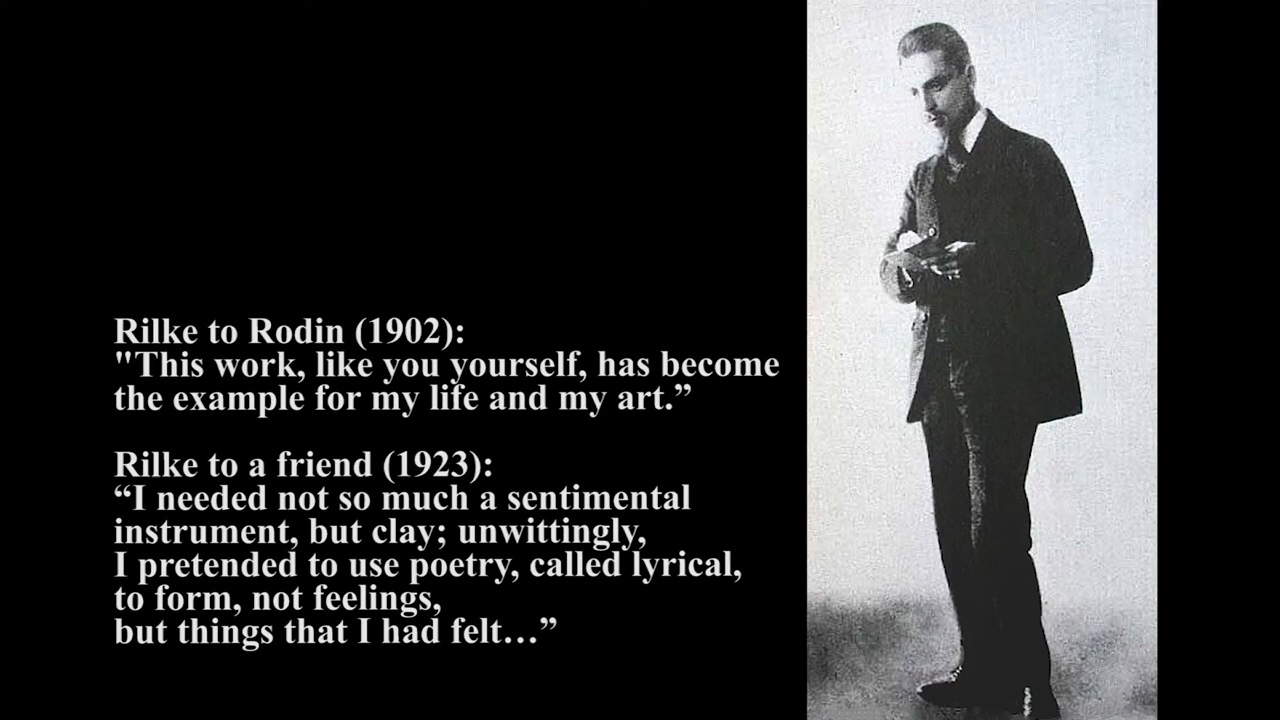 Rilke to Rodin (1902):
"This work, like you yourself, has become
the example for my life and my art.”
Rilke to a friend (1923):
“I needed not so much a sentimental
instrument, but clay; unwittingly,
I pretended to use poetry, called lyrical,
to form, not feelings,
but things that I had felt…”